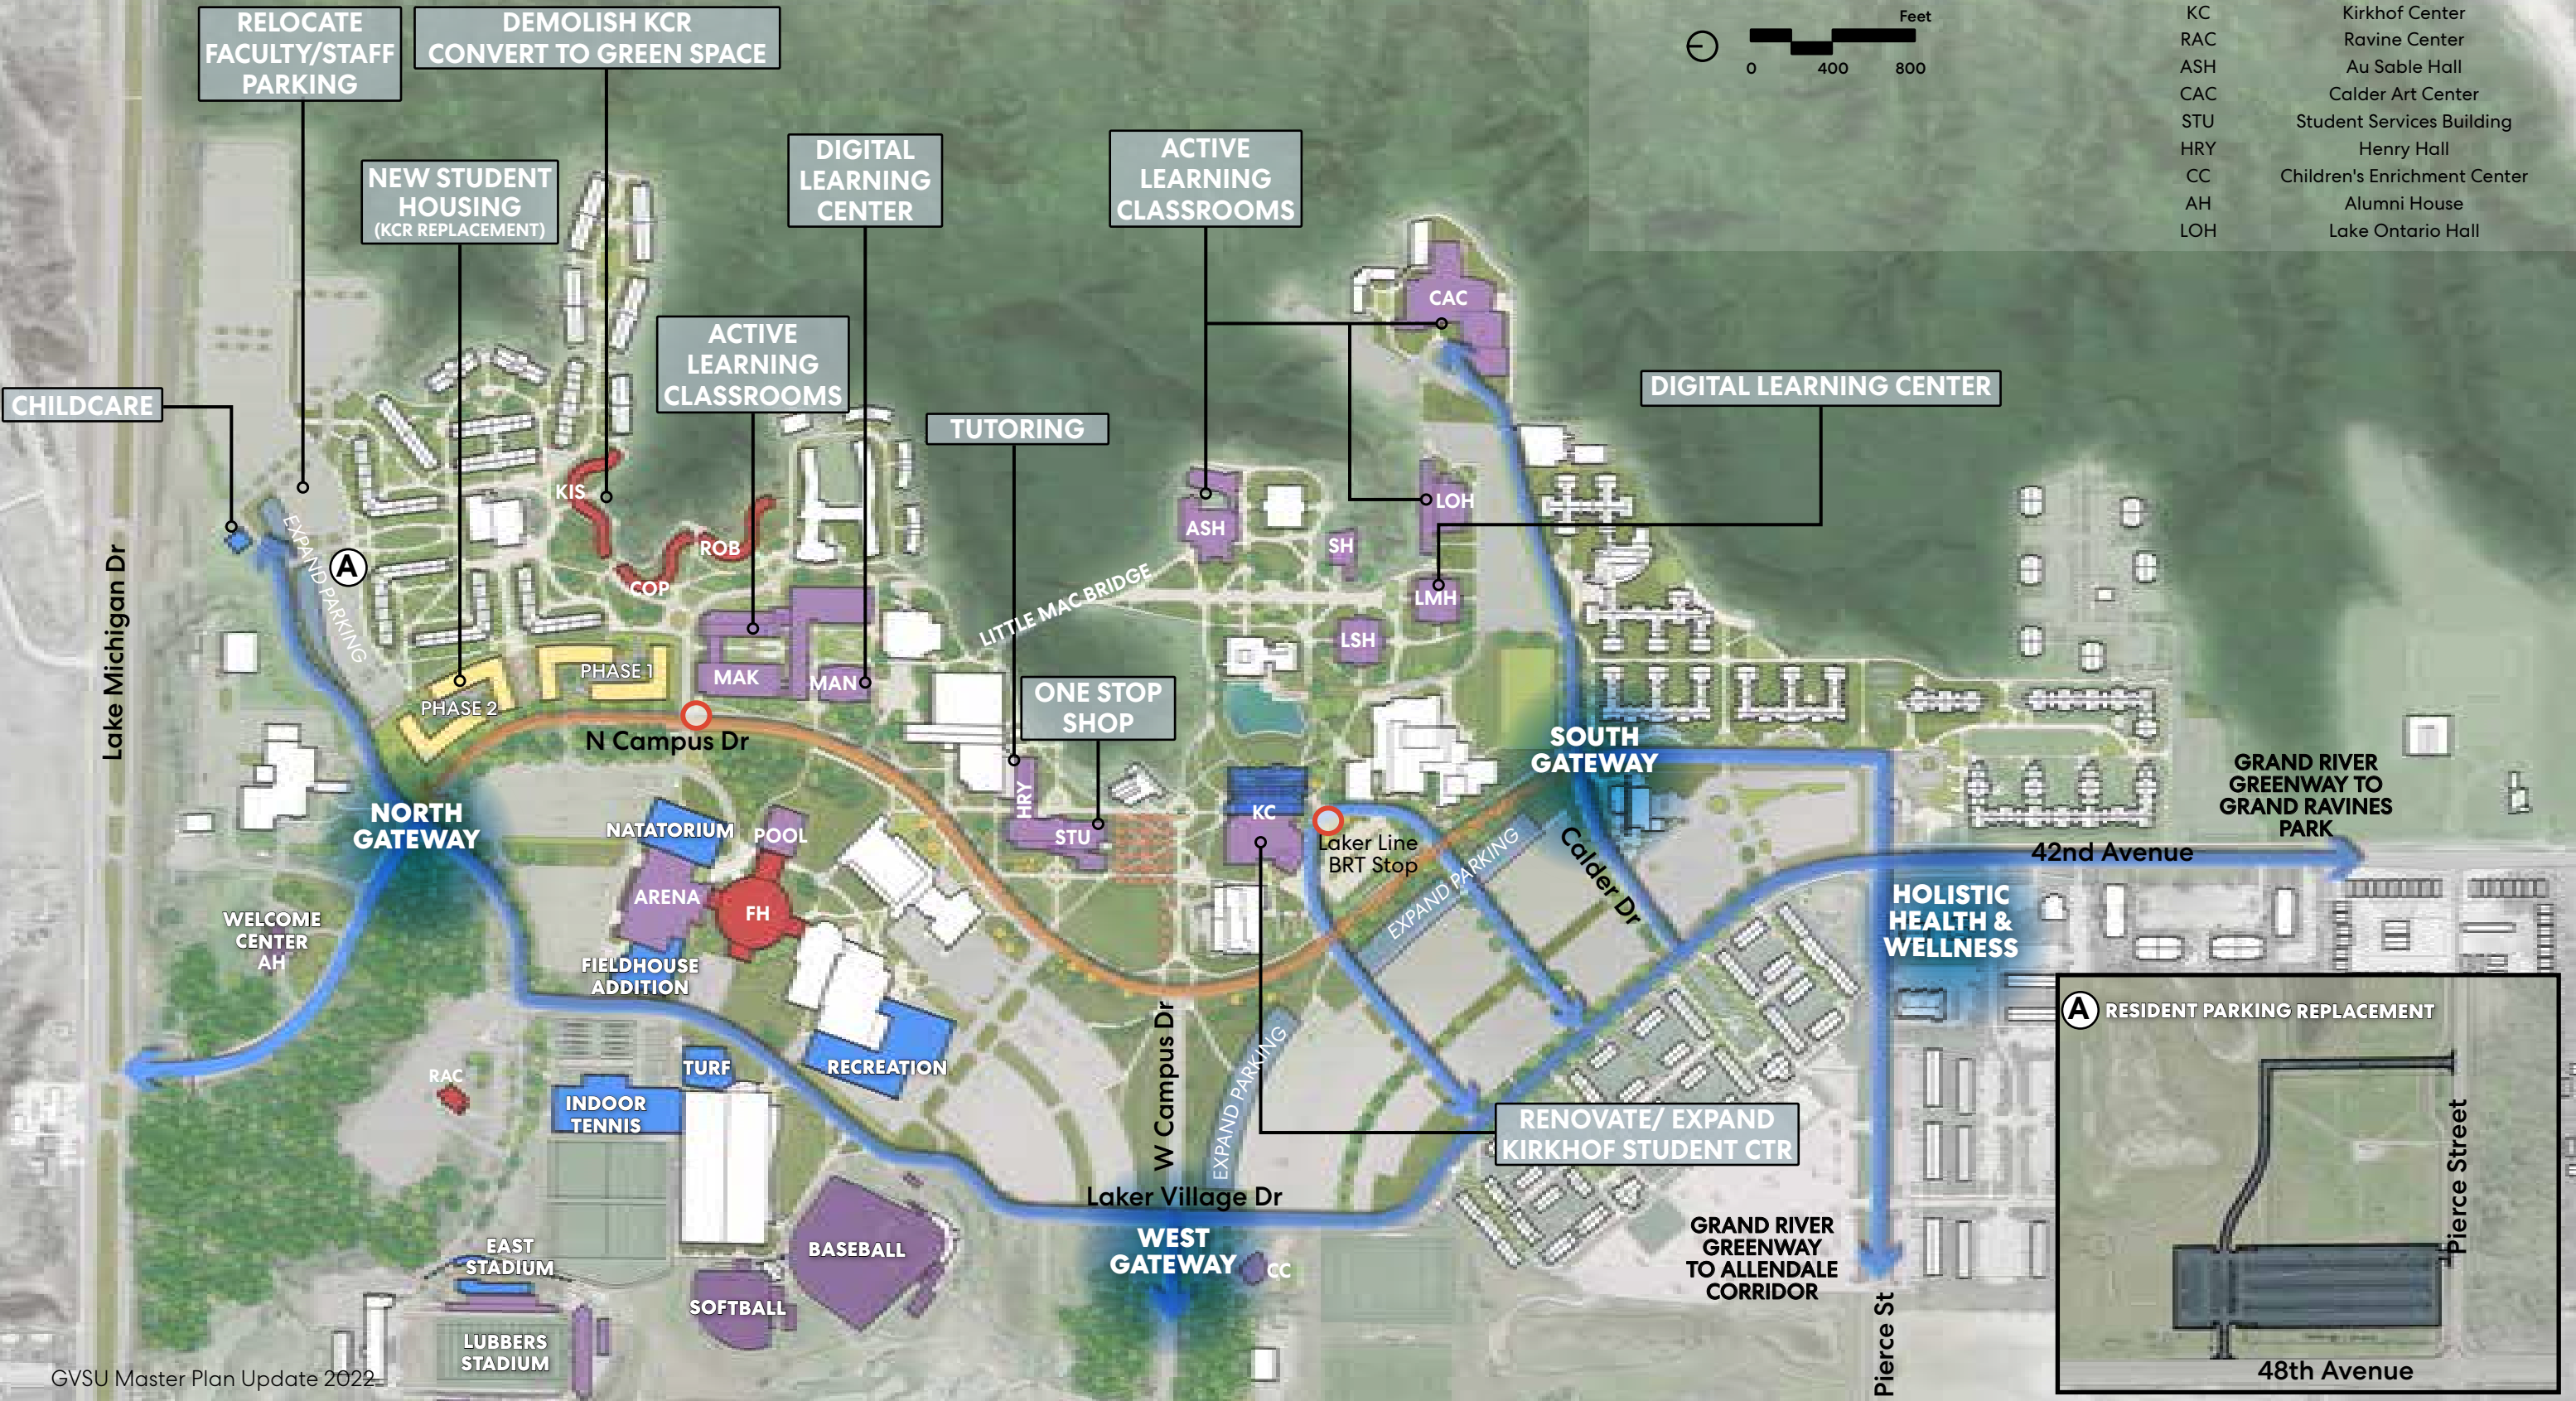 RELOCATE
FACULTY/STAFF
PARKING
DEMOLISH KCR
CONVERT TO GREEN SPACE
Feet
0 400 800
KC Kirkhof Center
RAC Ravine Center
ASH Au Sable Hall
CAC Calder Art Center
STU Student Services Building
HRY Henry Hall
CC Children's Enrichment Center
AH Alumni House
LOH Lake Ontario Hall
NEW STUDENT
HOUSING
(KCR REPLACEMENT)
DIGITAL
LEARNING
CENTER
ACTIVE
LEARNING
CLASSROOMS
ACTIVE
LEARNING
CLASSROOMS
CHILDCARE
TUTORING
DIGITAL LEARNING CENTER
CAC
KIS
ROB
COP
ASH
SH
LOH
LMH
LSH
A
EXPAND PARKING
Lake Michigan Dr
LITTLE MAC BRIDGE
PHASE 1
PHASE 2
MAK
MAN
ONE STOP
SHOP
N Campus Dr
HRY
STU
KC
Laker Line
BRT Stop
SOUTH
GATEWAY
NORTH
GATEWAY
NATATORIUM
POOL
ARENA
FH
FIELDHOUSE
ADDITION
EXPAND PARKING
Calder Dr
GRAND RIVER
GREENWAY TO
GRAND RAVINES
PARK
42nd Avenue
HOLISTIC
HEALTH &
WELLNESS
WELCOME
CENTER
AH
RAC
TURF
INDOOR
TENNIS
RECREATION
W Campus Dr
EXPAND PARKING
RENOVATE/ EXPAND
KIRKHOF STUDENT CTR
Laker Village Dr
WEST
GATEWAY
CC
EAST
STADIUM
BASEBALL
SOFTBALL
LUBBERS
STADIUM
GRAND RIVER
GREENWAY
TO ALLENDALE
CORRIDOR
Pierce St
A RESIDENT PARKING REPLACEMENT
Pierce Street
48th Avenue
GVSU Master Plan Update 2022